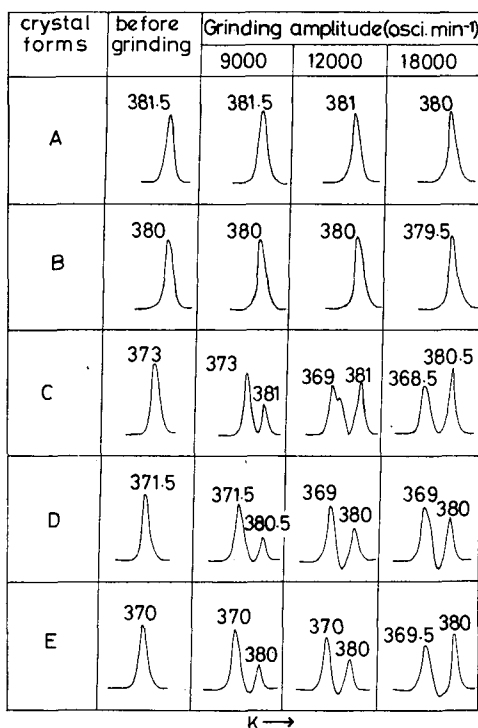 crystal forms
before grinding
Grinding amplitude(osci.min⁻¹)
9000 12000 18000
A
381.5 381.5 381 380
B
380 380 380 379.5
C
373 373 381 369 381 368.5 380.5
D
371.5 371.5 380.5 369 380 369 380
E
370 370 380 370 380 369.5 380
K →